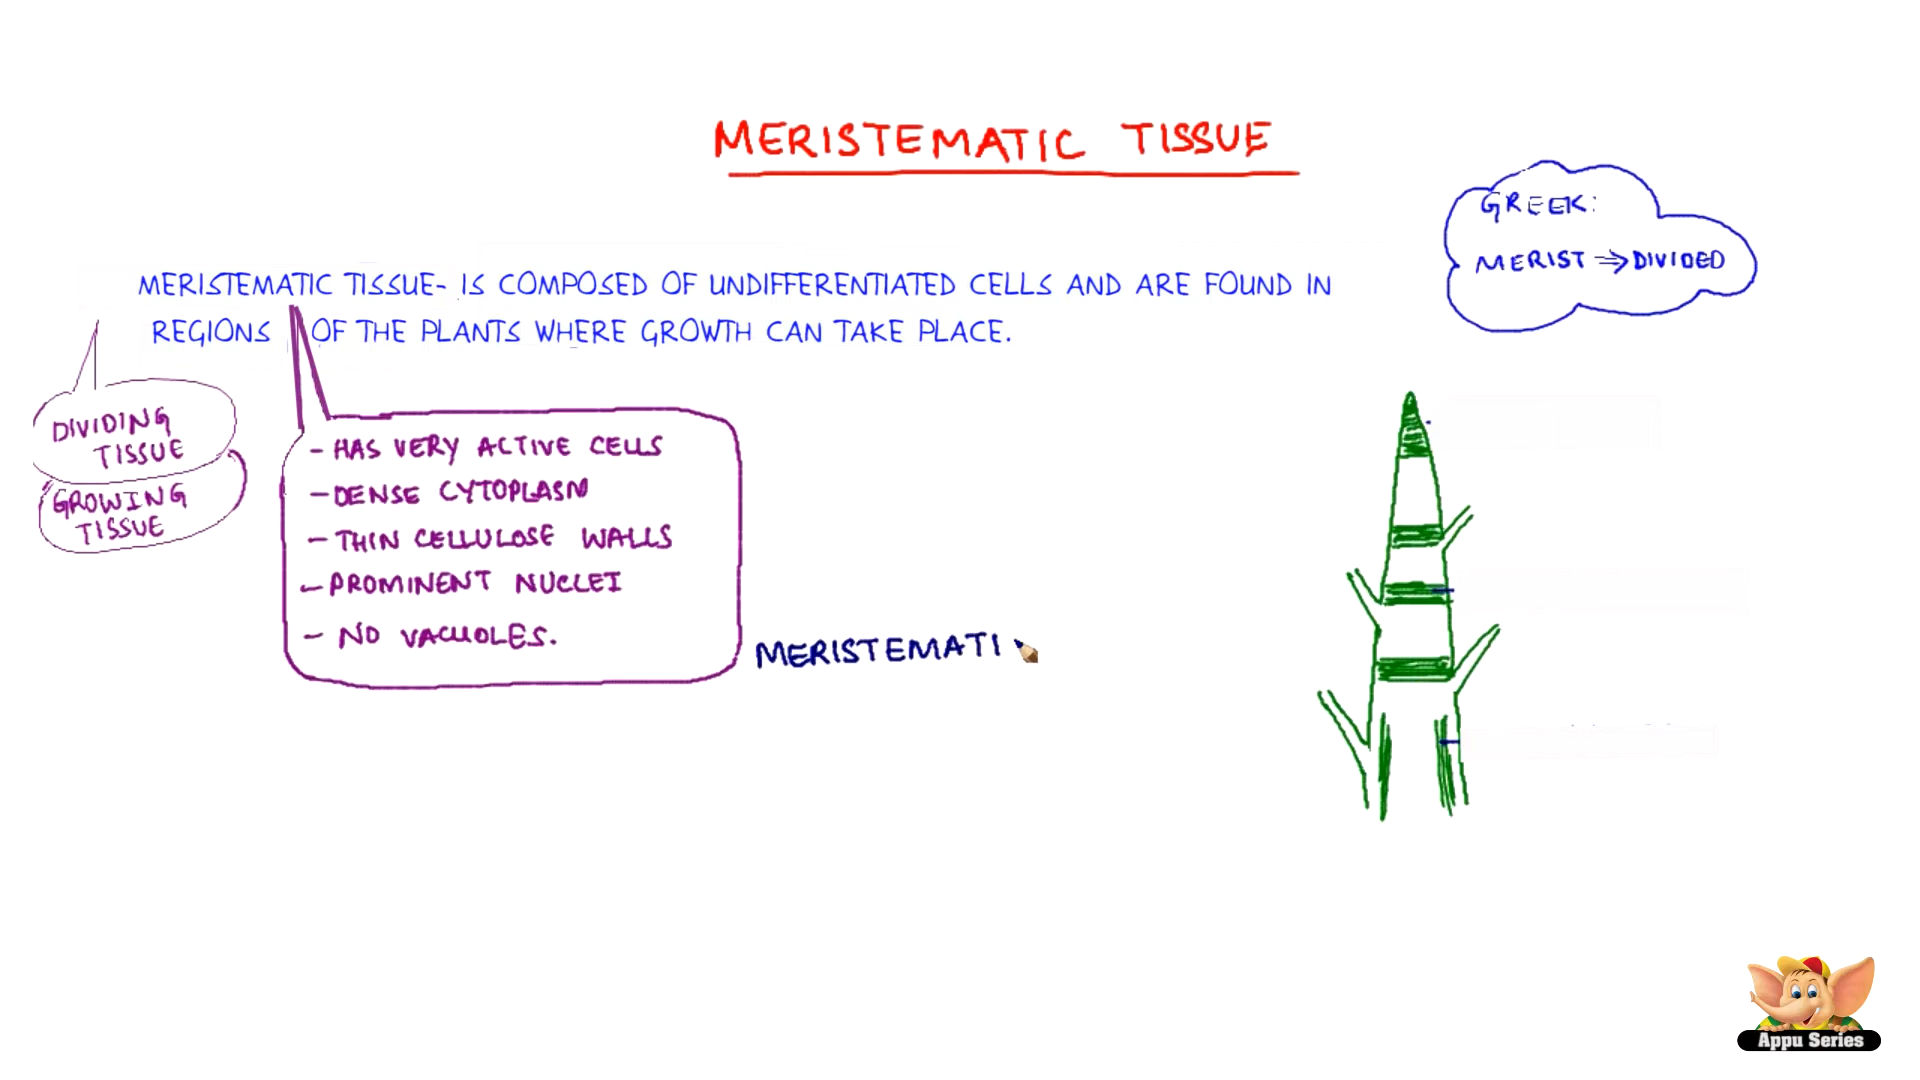 MERISTEMATIC TISSUE
GREEK:
MERIST ⇒ DIVIDED
MERISTEMATIC TISSUE- IS COMPOSED OF UNDIFFERENTIATED CELLS AND ARE FOUND IN
REGIONS OF THE PLANTS WHERE GROWTH CAN TAKE PLACE.
DIVIDING
TISSUE
GROWING
TISSUE
- HAS VERY ACTIVE CELLS
- DENSE CYTOPLASM
- THIN CELLULOSE WALLS
- PROMINENT NUCLEI
- NO VACUOLES.
MERISTEMATI
Appu Series